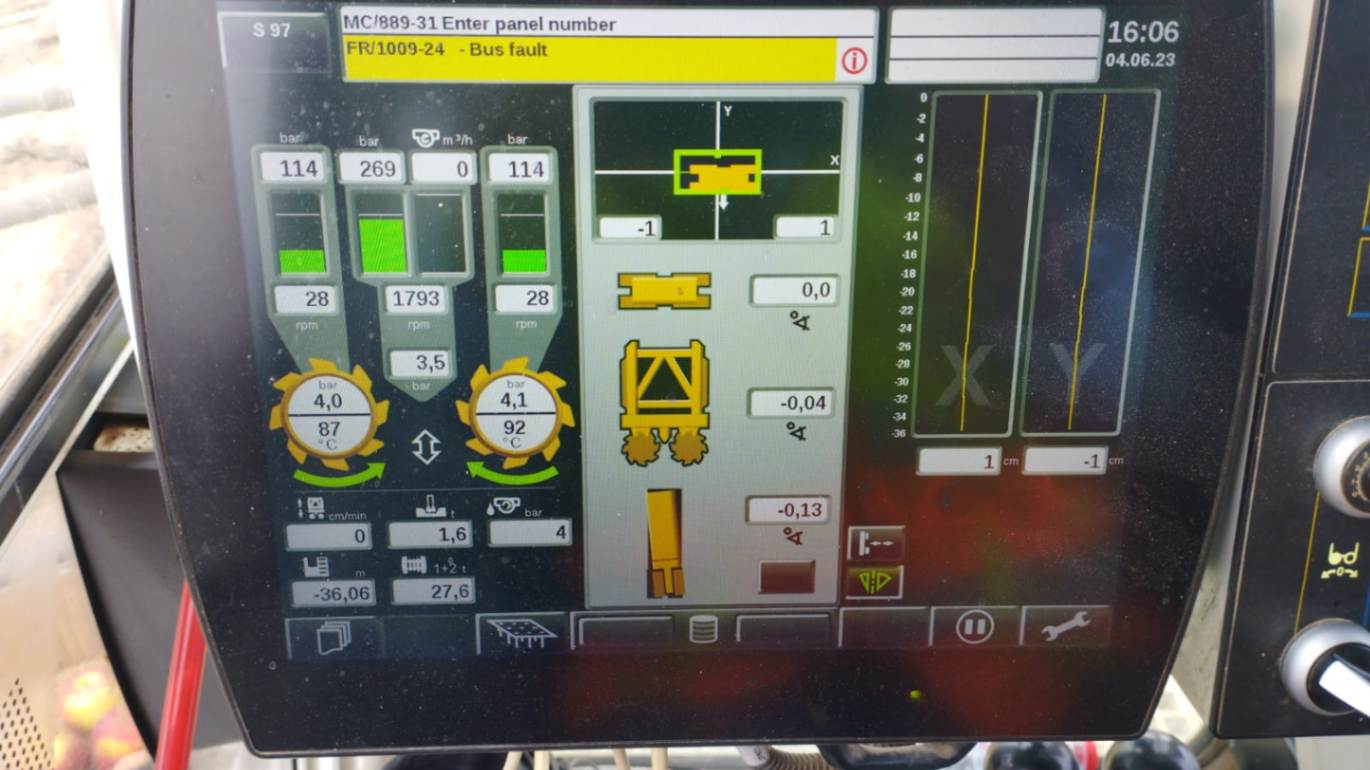 S 97
MC/889-31 Enter panel number
FR/1009-24 - Bus fault
16:06
04.06.23
bar
bar
m³/h
bar
114
269
0
114
28
1793
28
rpm
rpm
rpm
3,5
bar
bar
4,0
87
°C
bar
4,1
92
°C
cm/min
t
bar
0
1,6
4
m
1+2 t
-36,06
27,6
Y
X
-1
1
0,0
-0,04
-0,13
0
-2
-4
-6
-8
-10
-12
-14
-16
-18
-20
-22
-24
-26
-28
-30
-32
-34
-36
X
Y
1 cm
-1 cm
0